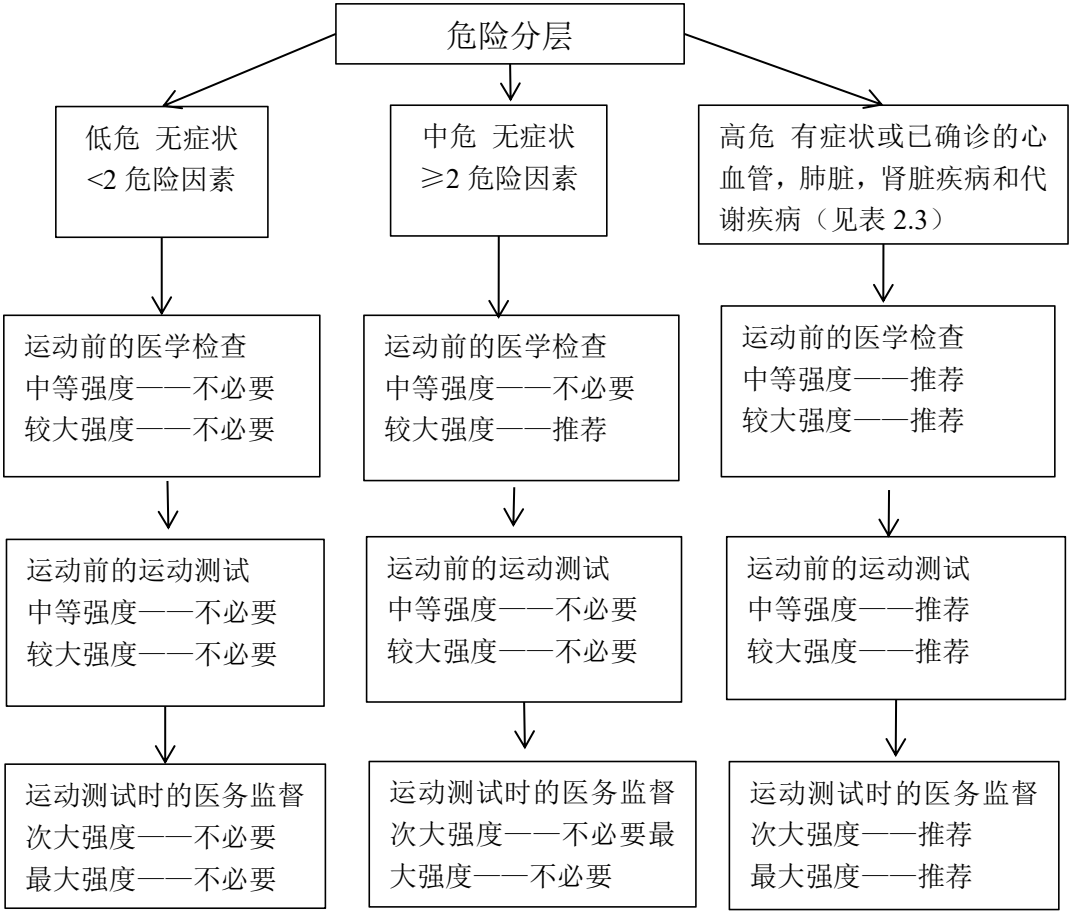 危险分层
低危 无症状
<2 危险因素
中危 无症状
≥2 危险因素
高危 有症状或已确诊的心
血管，肺脏，肾脏疾病和代
谢疾病（见表 2.3）
运动前的医学检查
中等强度——不必要
较大强度——不必要
运动前的医学检查
中等强度——不必要
较大强度——推荐
运动前的医学检查
中等强度——推荐
较大强度——推荐
运动前的运动测试
中等强度——不必要
较大强度——不必要
运动前的运动测试
中等强度——不必要
较大强度——不必要
运动前的运动测试
中等强度——推荐
较大强度——推荐
运动测试时的医务监督
次大强度——不必要
最大强度——不必要
运动测试时的医务监督
次大强度——不必要最
大强度——不必要
运动测试时的医务监督
次大强度——推荐
最大强度——推荐